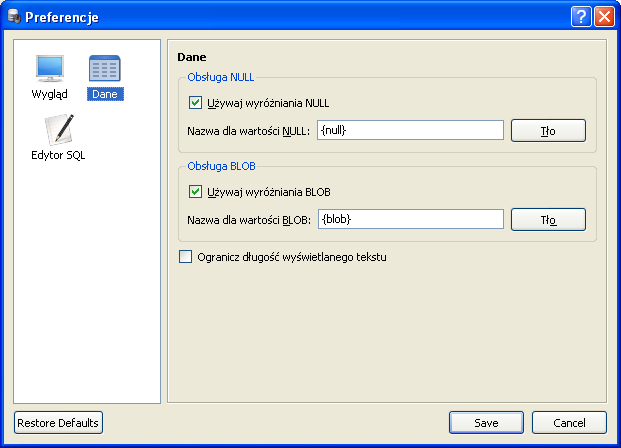 Preferencje
Wygląd
Dane
Edytor SQL
Dane
Obsługa NULL
Używaj wyróżniania NULL
Nazwa dla wartości NULL:
{null}
Tło
Obsługa BLOB
Używaj wyróżniania BLOB
Nazwa dla wartości BLOB:
{blob}
Tło
Ogranicz długość wyświetlanego tekstu
Restore Defaults
Save
Cancel